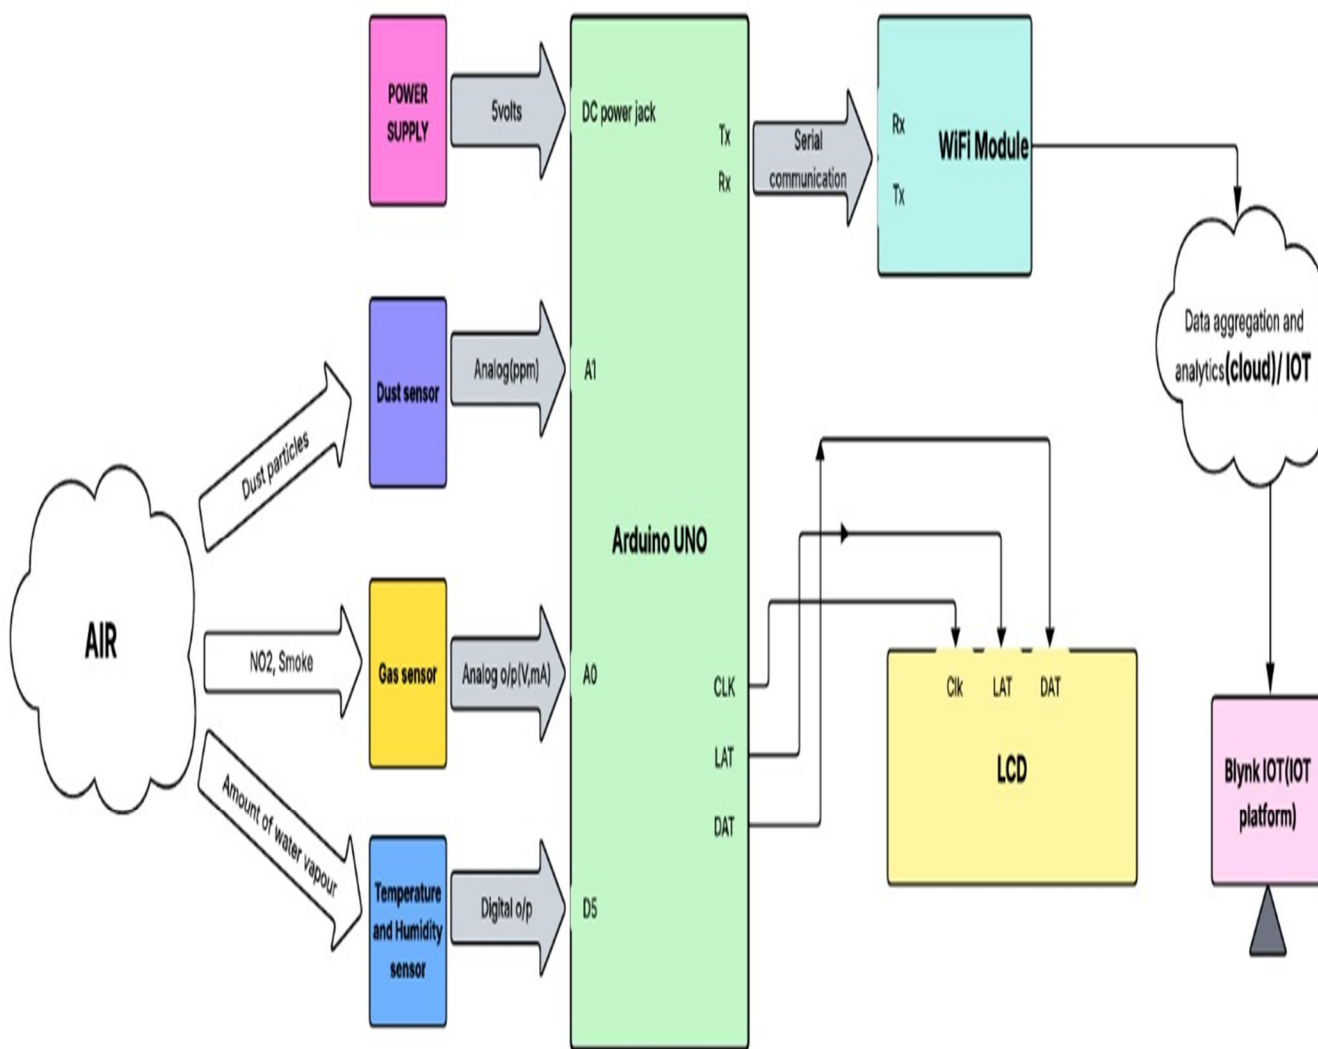 POWER
SUPPLY
5volts
DC power jack
Tx
Rx
Serial
communication
Rx
Tx
WiFi Module
Data aggregation and
analytics(cloud)/ IOT
Dust particles
Dust sensor
Analog(ppm)
A1
Arduino UNO
AIR
NO2, Smoke
Gas sensor
Analog o/p(V,mA)
A0
CLK
LAT
DAT
Clk
LAT
DAT
LCD
Blynk IOT(IOT
platform)
Amount of water vapour
Temperature
and Humidity
sensor
Digital o/p
D5